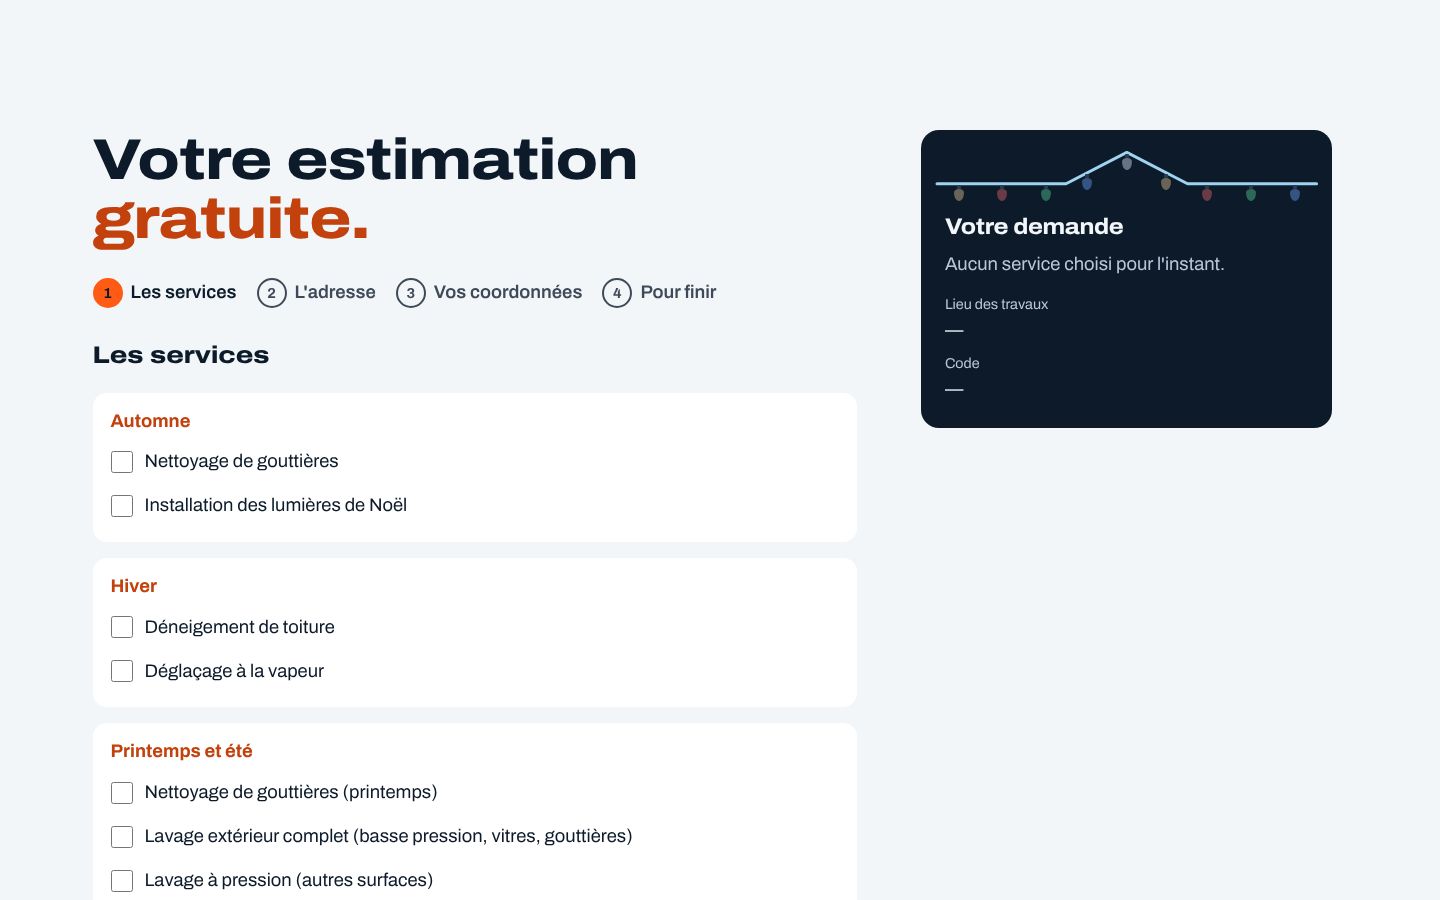 Votre estimation
gratuite.
1 Les services 2 L'adresse 3 Vos coordonnées 4 Pour finir
Les services
Automne
Nettoyage de gouttières
Installation des lumières de Noël
Hiver
Déneigement de toiture
Déglaçage à la vapeur
Printemps et été
Nettoyage de gouttières (printemps)
Lavage extérieur complet (basse pression, vitres, gouttières)
Lavage à pression (autres surfaces)
Votre demande
Aucun service choisi pour l'instant.
Lieu des travaux
—
Code
—